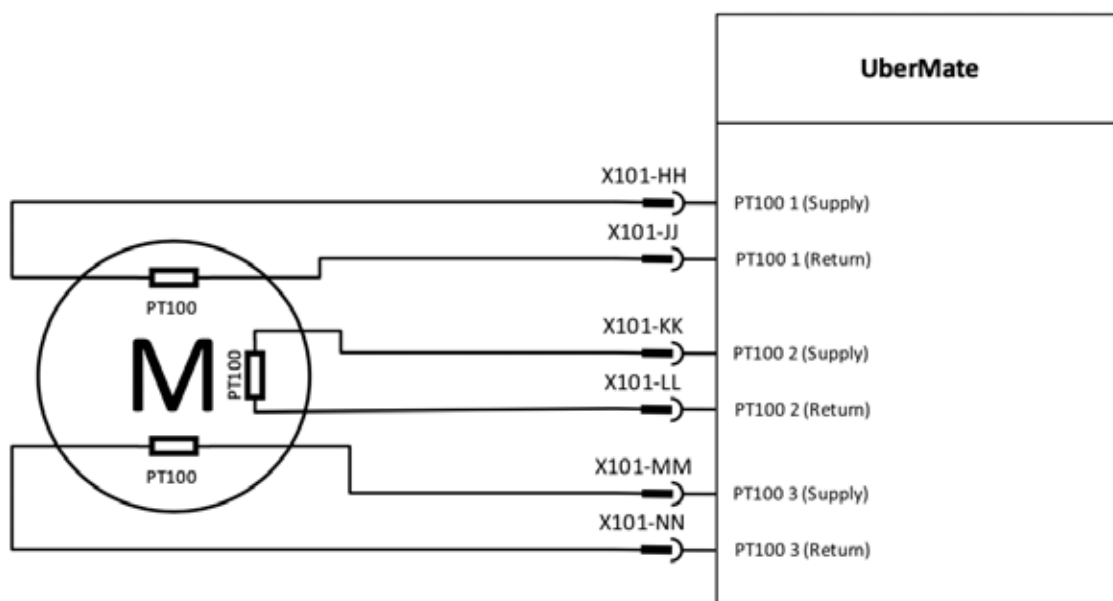 UberMate
X101-HH
PT100 1 (Supply)
X101-JJ
PT100 1 (Return)
PT100
X101-KK
PT100 2 (Supply)
M
PT100
X101-LL
PT100 2 (Return)
PT100
X101-MM
PT100 3 (Supply)
X101-NN
PT100 3 (Return)